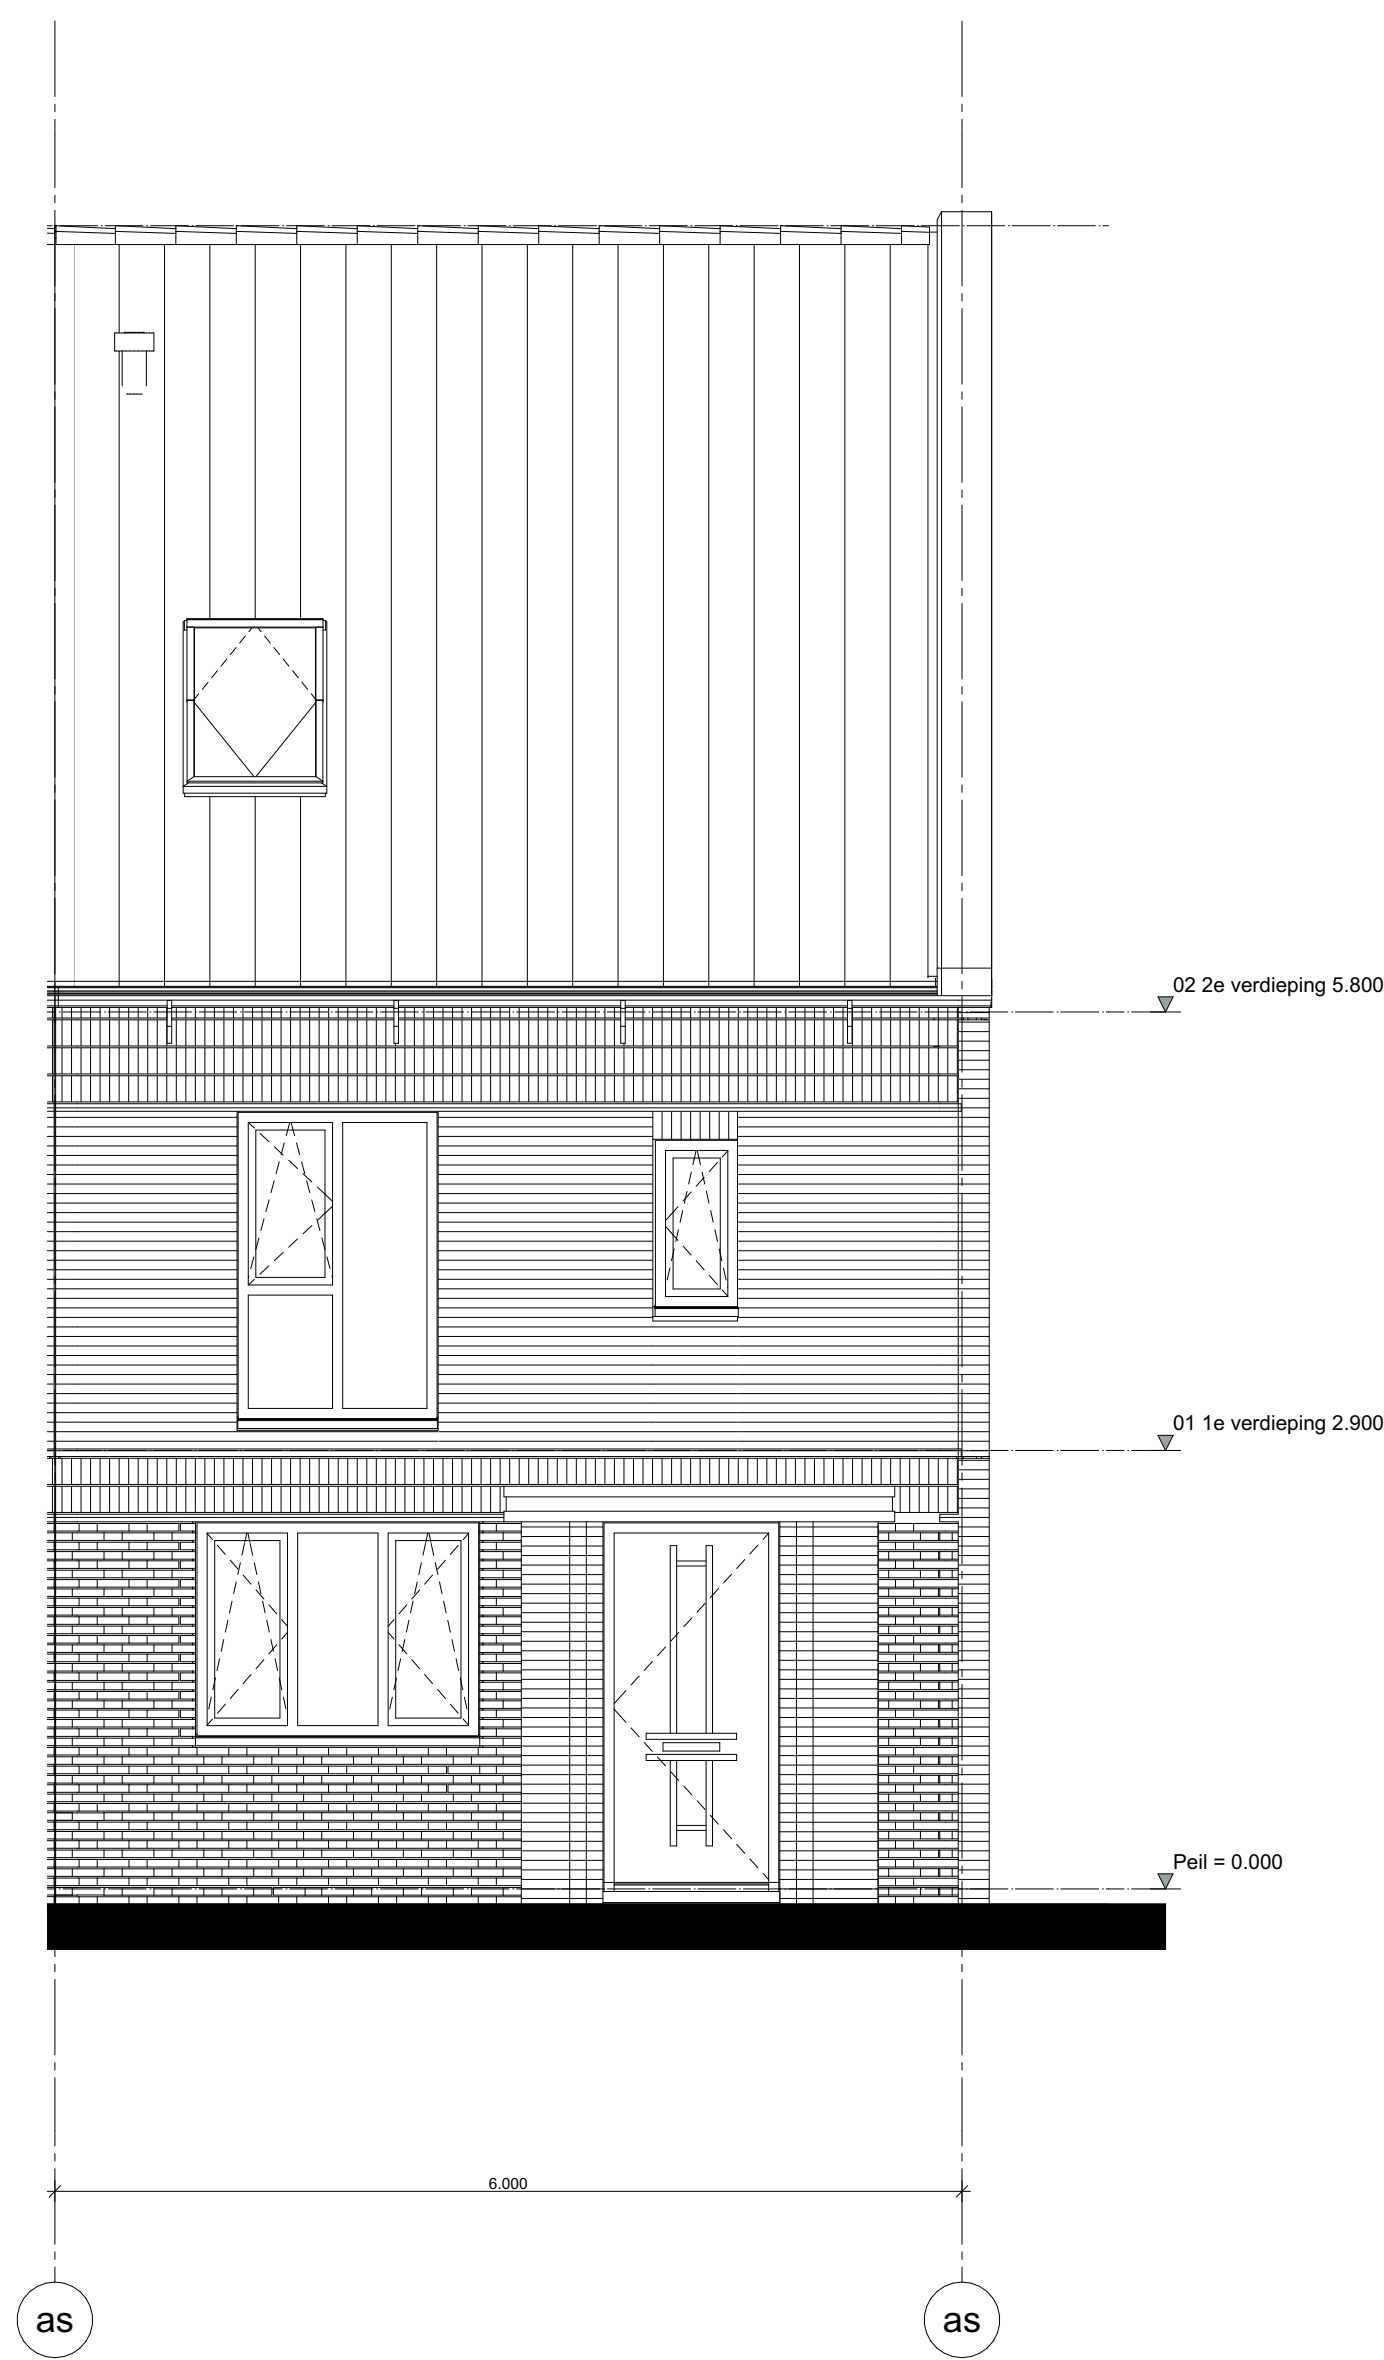 02 2e verdieping 5.800
01 1e verdieping 2.900
Peil = 0.000
6.000
as
as